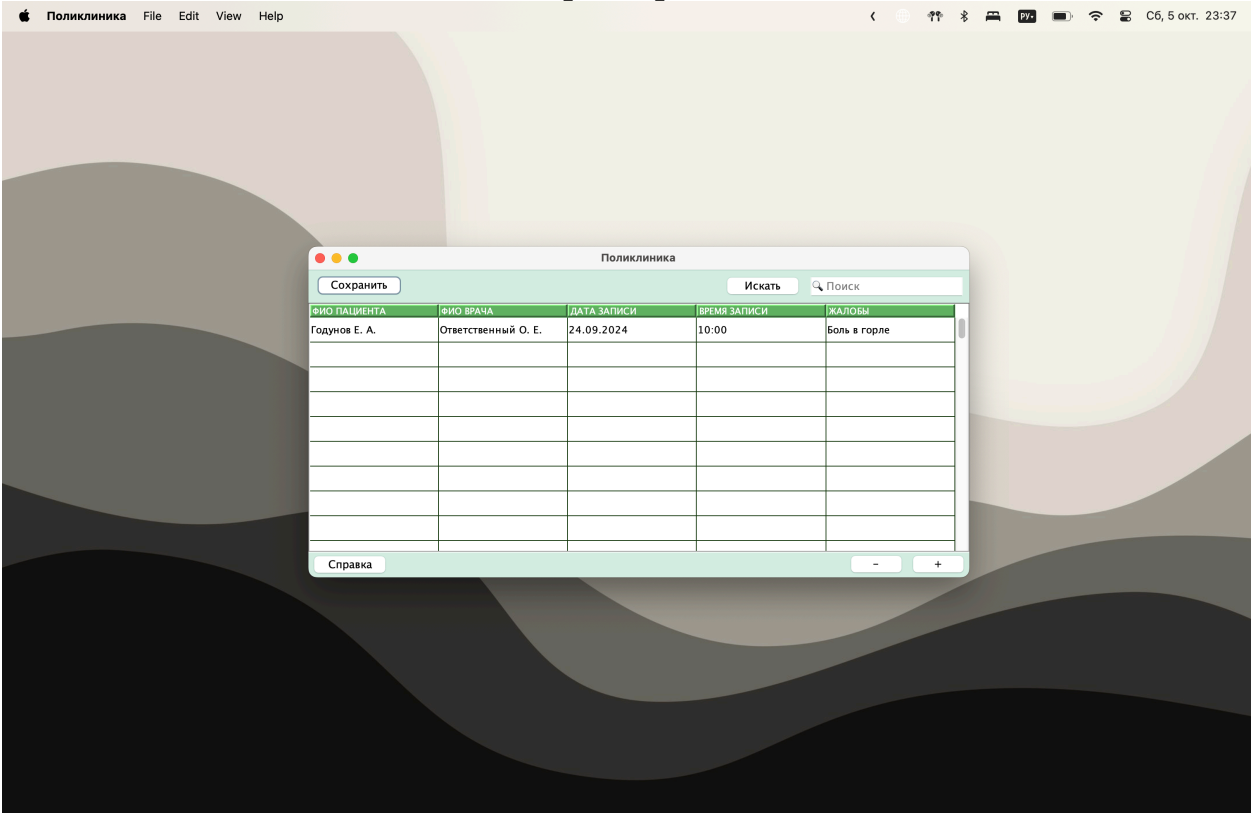 Поликлиника File Edit View Help РУ Сб, 5 окт. 23:37
Поликлиника
Сохранить Искать Поиск
ФИО ПАЦИЕНТА ФИО ВРАЧА ДАТА ЗАПИСИ ВРЕМЯ ЗАПИСИ ЖАЛОБЫ
Годунов Е. А. Ответственный О. Е. 24.09.2024 10:00 Боль в горле
Справка - +